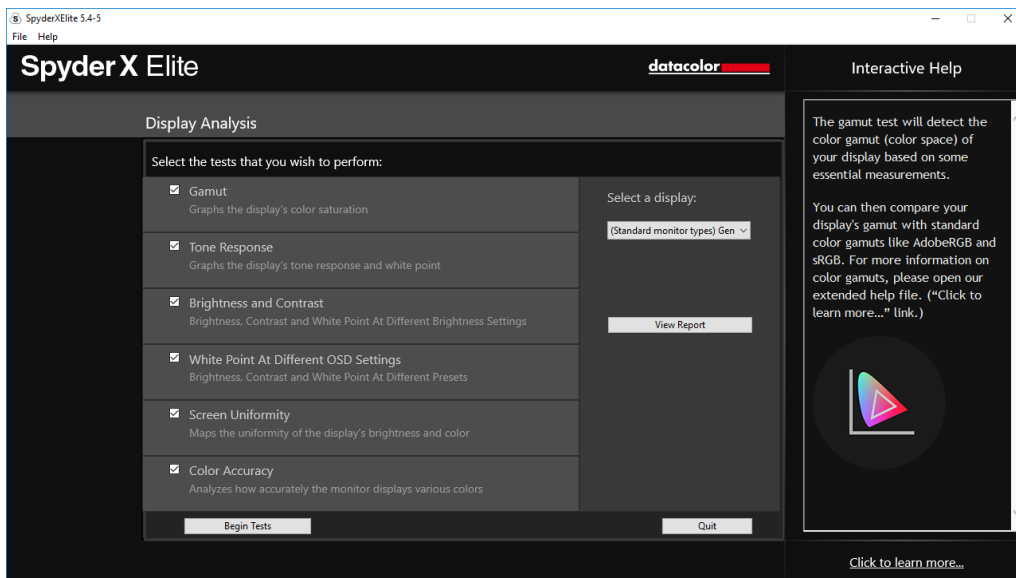 SpyderXElite 5.4-5
File Help
Spyder X Elite
datacolor
Interactive Help
Display Analysis
Select the tests that you wish to perform:
Gamut
Graphs the display's color saturation
Tone Response
Graphs the display's tone response and white point
Brightness and Contrast
Brightness, Contrast and White Point At Different Brightness Settings
White Point At Different OSD Settings
Brightness, Contrast and White Point At Different Presets
Screen Uniformity
Maps the uniformity of the display's brightness and color
Color Accuracy
Analyzes how accurately the monitor displays various colors
Begin Tests
Select a display:
(Standard monitor types) Gen
View Report
Quit
The gamut test will detect the
color gamut (color space) of
your display based on some
essential measurements.
You can then compare your
display's gamut with standard
color gamuts like AdobeRGB and
sRGB. For more information on
color gamuts, please open our
extended help file. (“Click to
learn more...” link.)
Click to learn more...